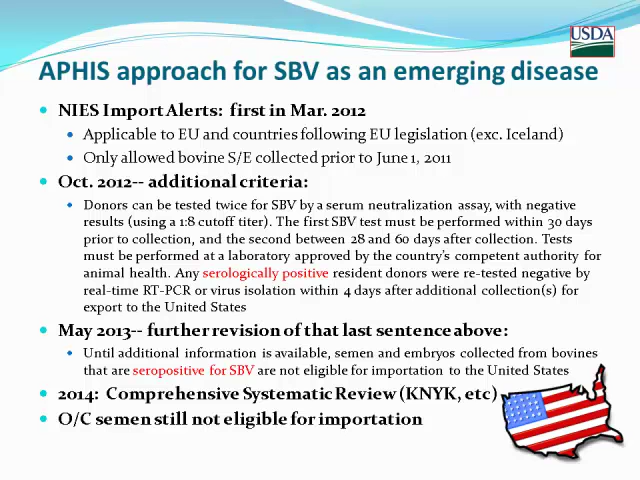 USDA
APHIS approach for SBV as an emerging disease
• NIES Import Alerts: first in Mar. 2012
• Applicable to EU and countries following EU legislation (exc. Iceland)
• Only allowed bovine S/E collected prior to June 1, 2011
• Oct. 2012-- additional criteria:
• Donors can be tested twice for SBV by a serum neutralization assay, with negative
results (using a 1:8 cutoff titer). The first SBV test must be performed within 30 days
prior to collection, and the second between 28 and 60 days after collection. Tests
must be performed at a laboratory approved by the country's competent authority for
animal health. Any serologically positive resident donors were re-tested negative by
real-time RT-PCR or virus isolation within 4 days after additional collection(s) for
export to the United States
• May 2013-- further revision of that last sentence above:
• Until additional information is available, semen and embryos collected from bovines
that are seropositive for SBV are not eligible for importation to the United States
• 2014: Comprehensive Systematic Review (KNYK, etc)
• O/C semen still not eligible for importation